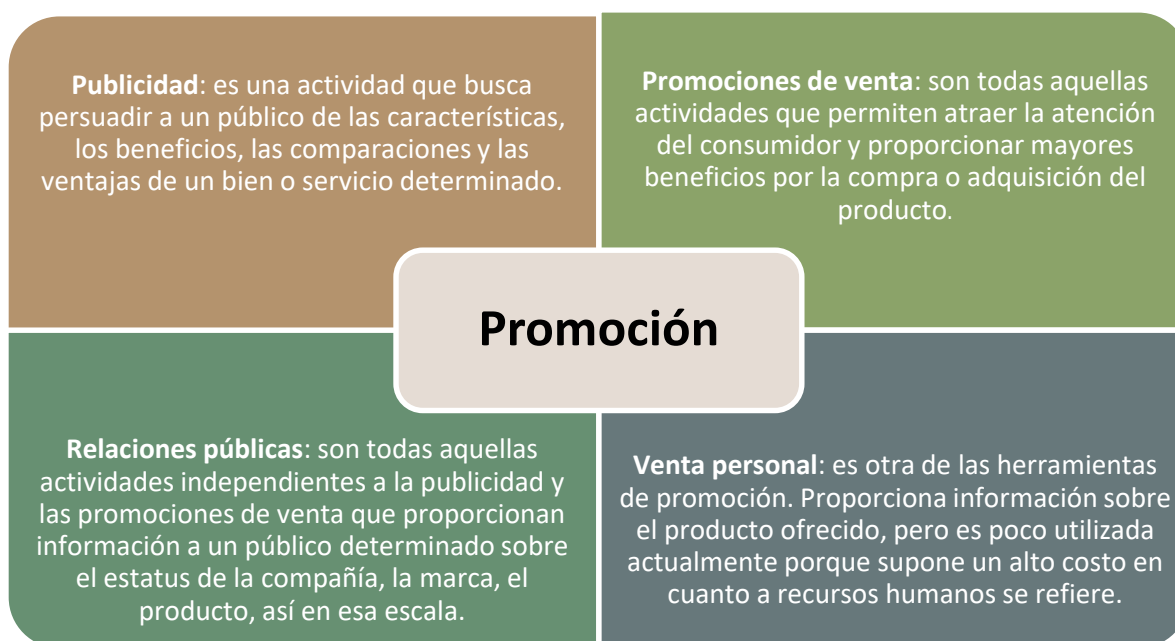 Publicidad: es una actividad que busca
persuadir a un público de las características,
los beneficios, las comparaciones y las
ventajas de un bien o servicio determinado.
Promociones de venta: son todas aquellas
actividades que permiten atraer la atención
del consumidor y proporcionar mayores
beneficios por la compra o adquisición del
producto.
Promoción
Relaciones públicas: son todas aquellas
actividades independientes a la publicidad y
las promociones de venta que proporcionan
información a un público determinado sobre
el estatus de la compañía, la marca, el
producto, así en esa escala.
Venta personal: es otra de las herramientas
de promoción. Proporciona información sobre
el producto ofrecido, pero es poco utilizada
actualmente porque supone un alto costo en
cuanto a recursos humanos se refiere.